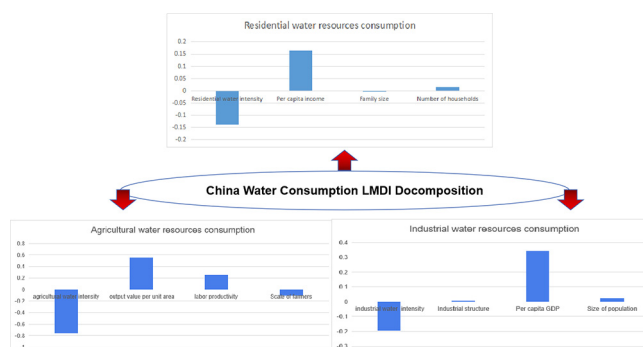 Residential water resources consumption
0.2
0.15
0.1
0.05
0
-0.05
-0.1
-0.15
-0.2
Residential water intensity
Per capita income
Family size
Number of households
China Water Consumption LMDI Docomposition
Agricultural water resources consumption
0.8
0.6
0.4
0.2
0
-0.2
-0.4
-0.6
-0.8
agricultural water intensity
output value per unit area
labor productivity
Scale of farmers
Industrial water resources consumption
0.4
0.3
0.2
0.1
0
-0.1
-0.2
-0.3
industrial water intensity
Industrial structure
Per capita GDP
Size of population